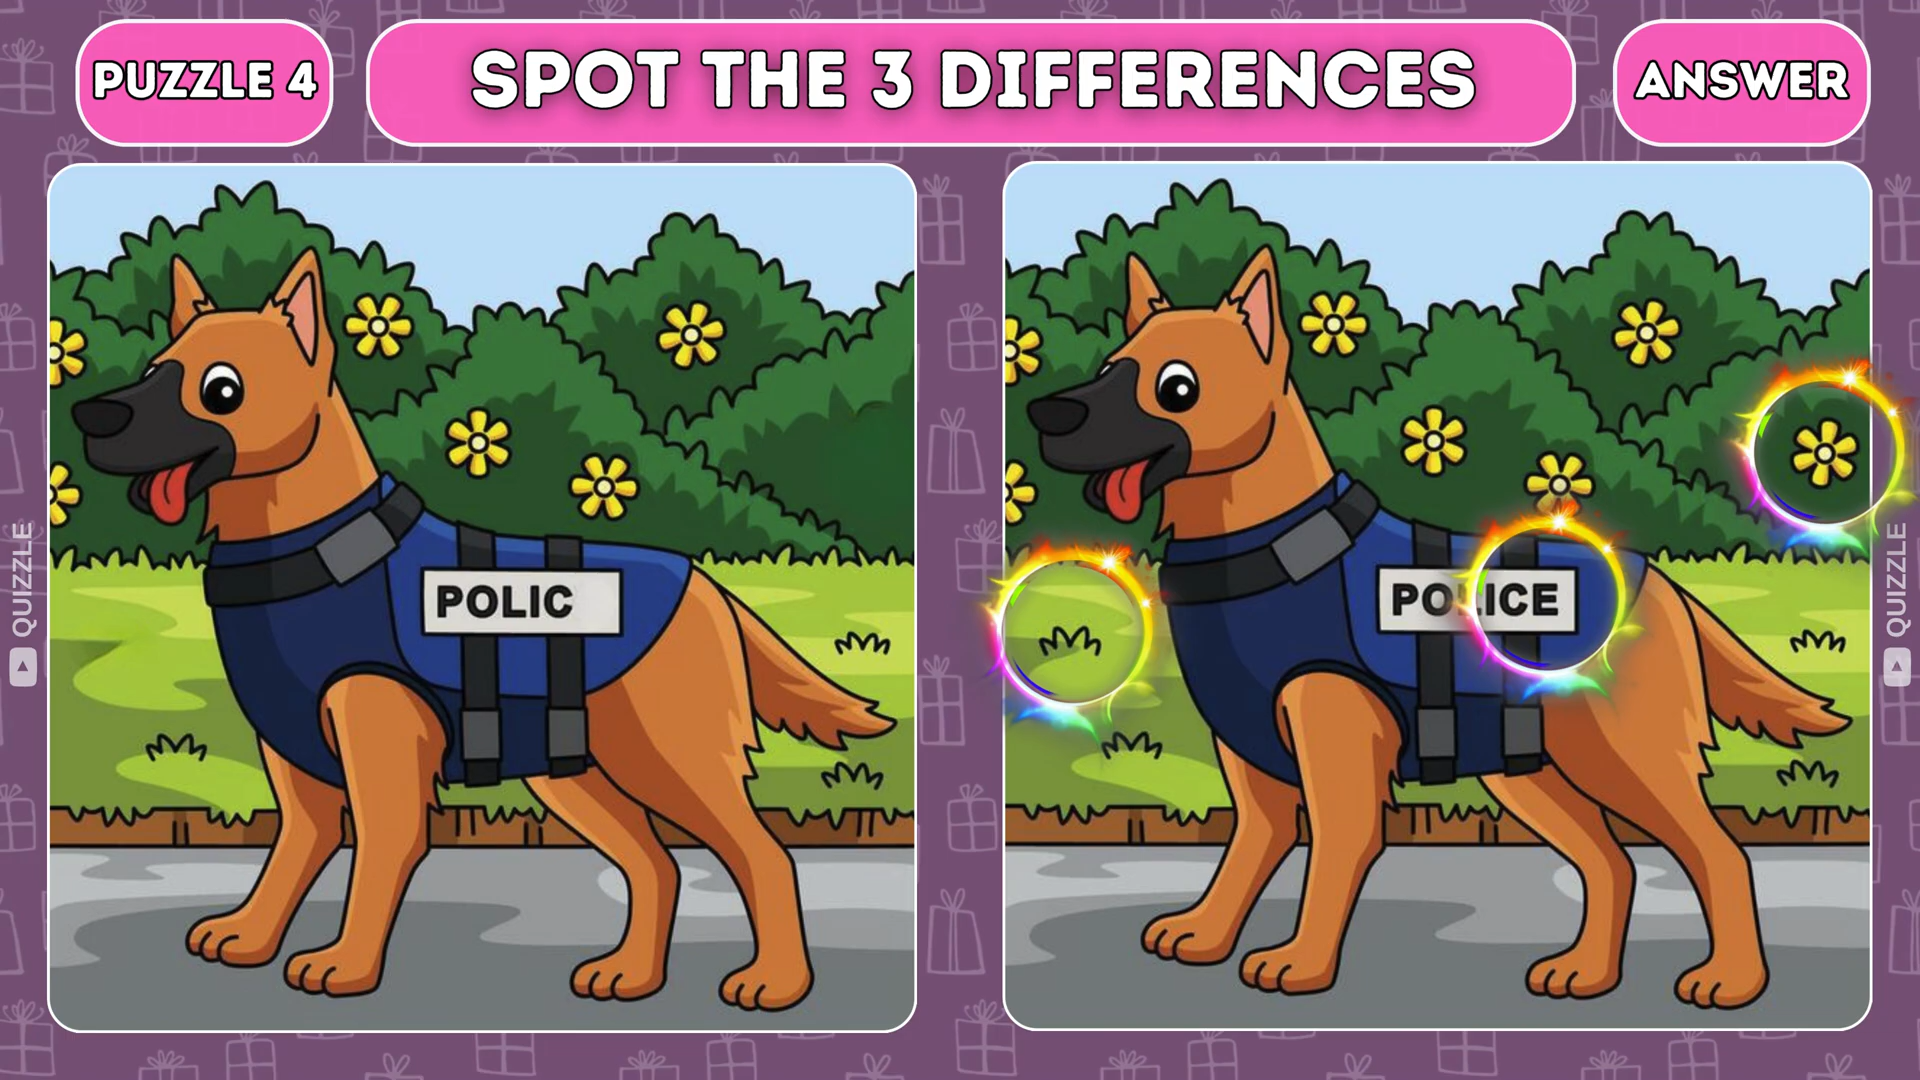 PUZZLE 4
SPOT THE 3 DIFFERENCES
ANSWER
POLIC
POLICE
QUIZZLE
QUIZZLE